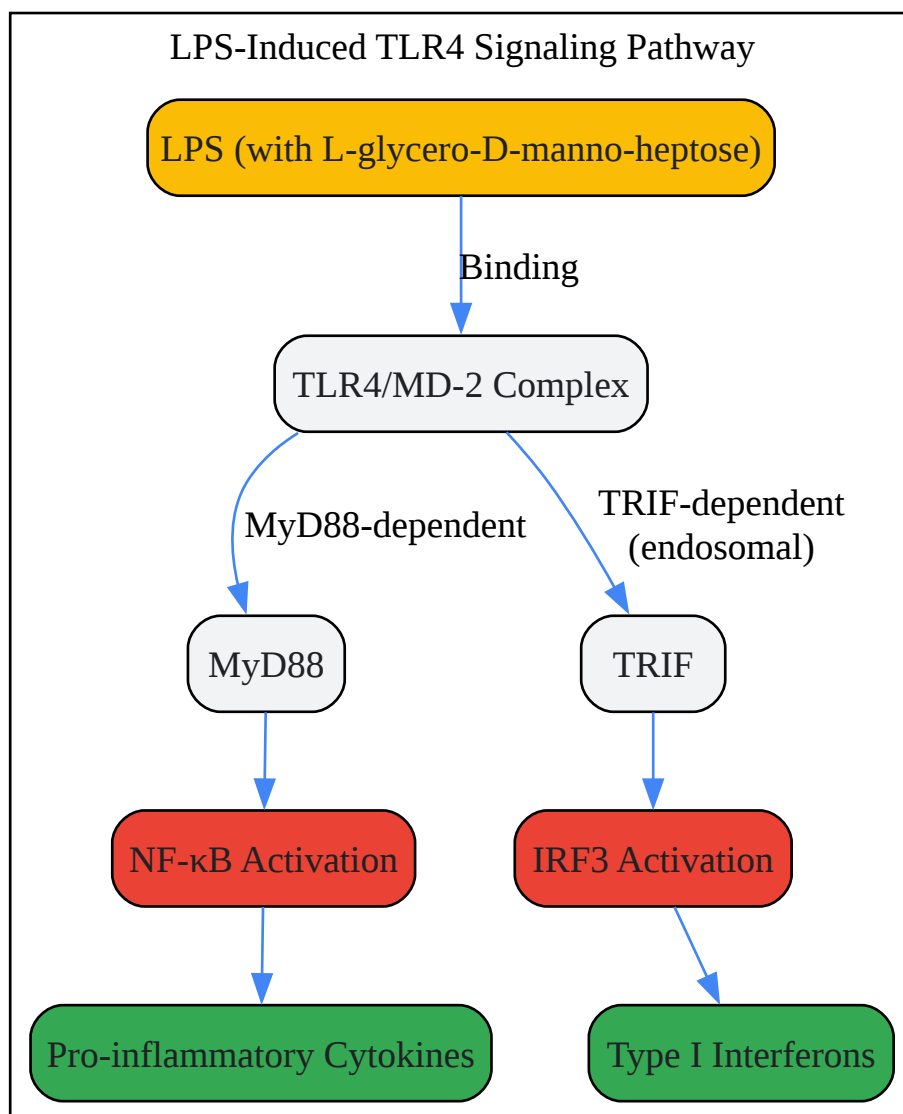 LPS-Induced TLR4 Signaling Pathway
LPS (with L-glycero-D-manno-heptose)
Binding
TLR4/MD-2 Complex
MyD88-dependent
TRIF-dependent
(endosomal)
MyD88
TRIF
NF-κB Activation
IRF3 Activation
Pro-inflammatory Cytokines
Type I Interferons